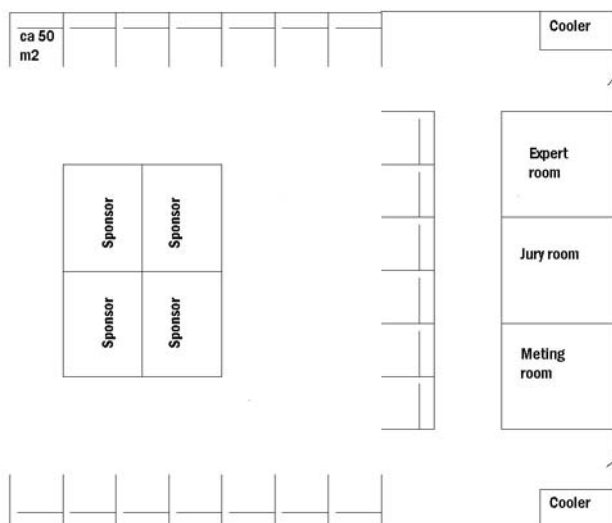 ca 50
m2
Cooler
Expert
room
Sponsor
Sponsor
Jury room
Sponsor
Sponsor
Meting
room
Cooler